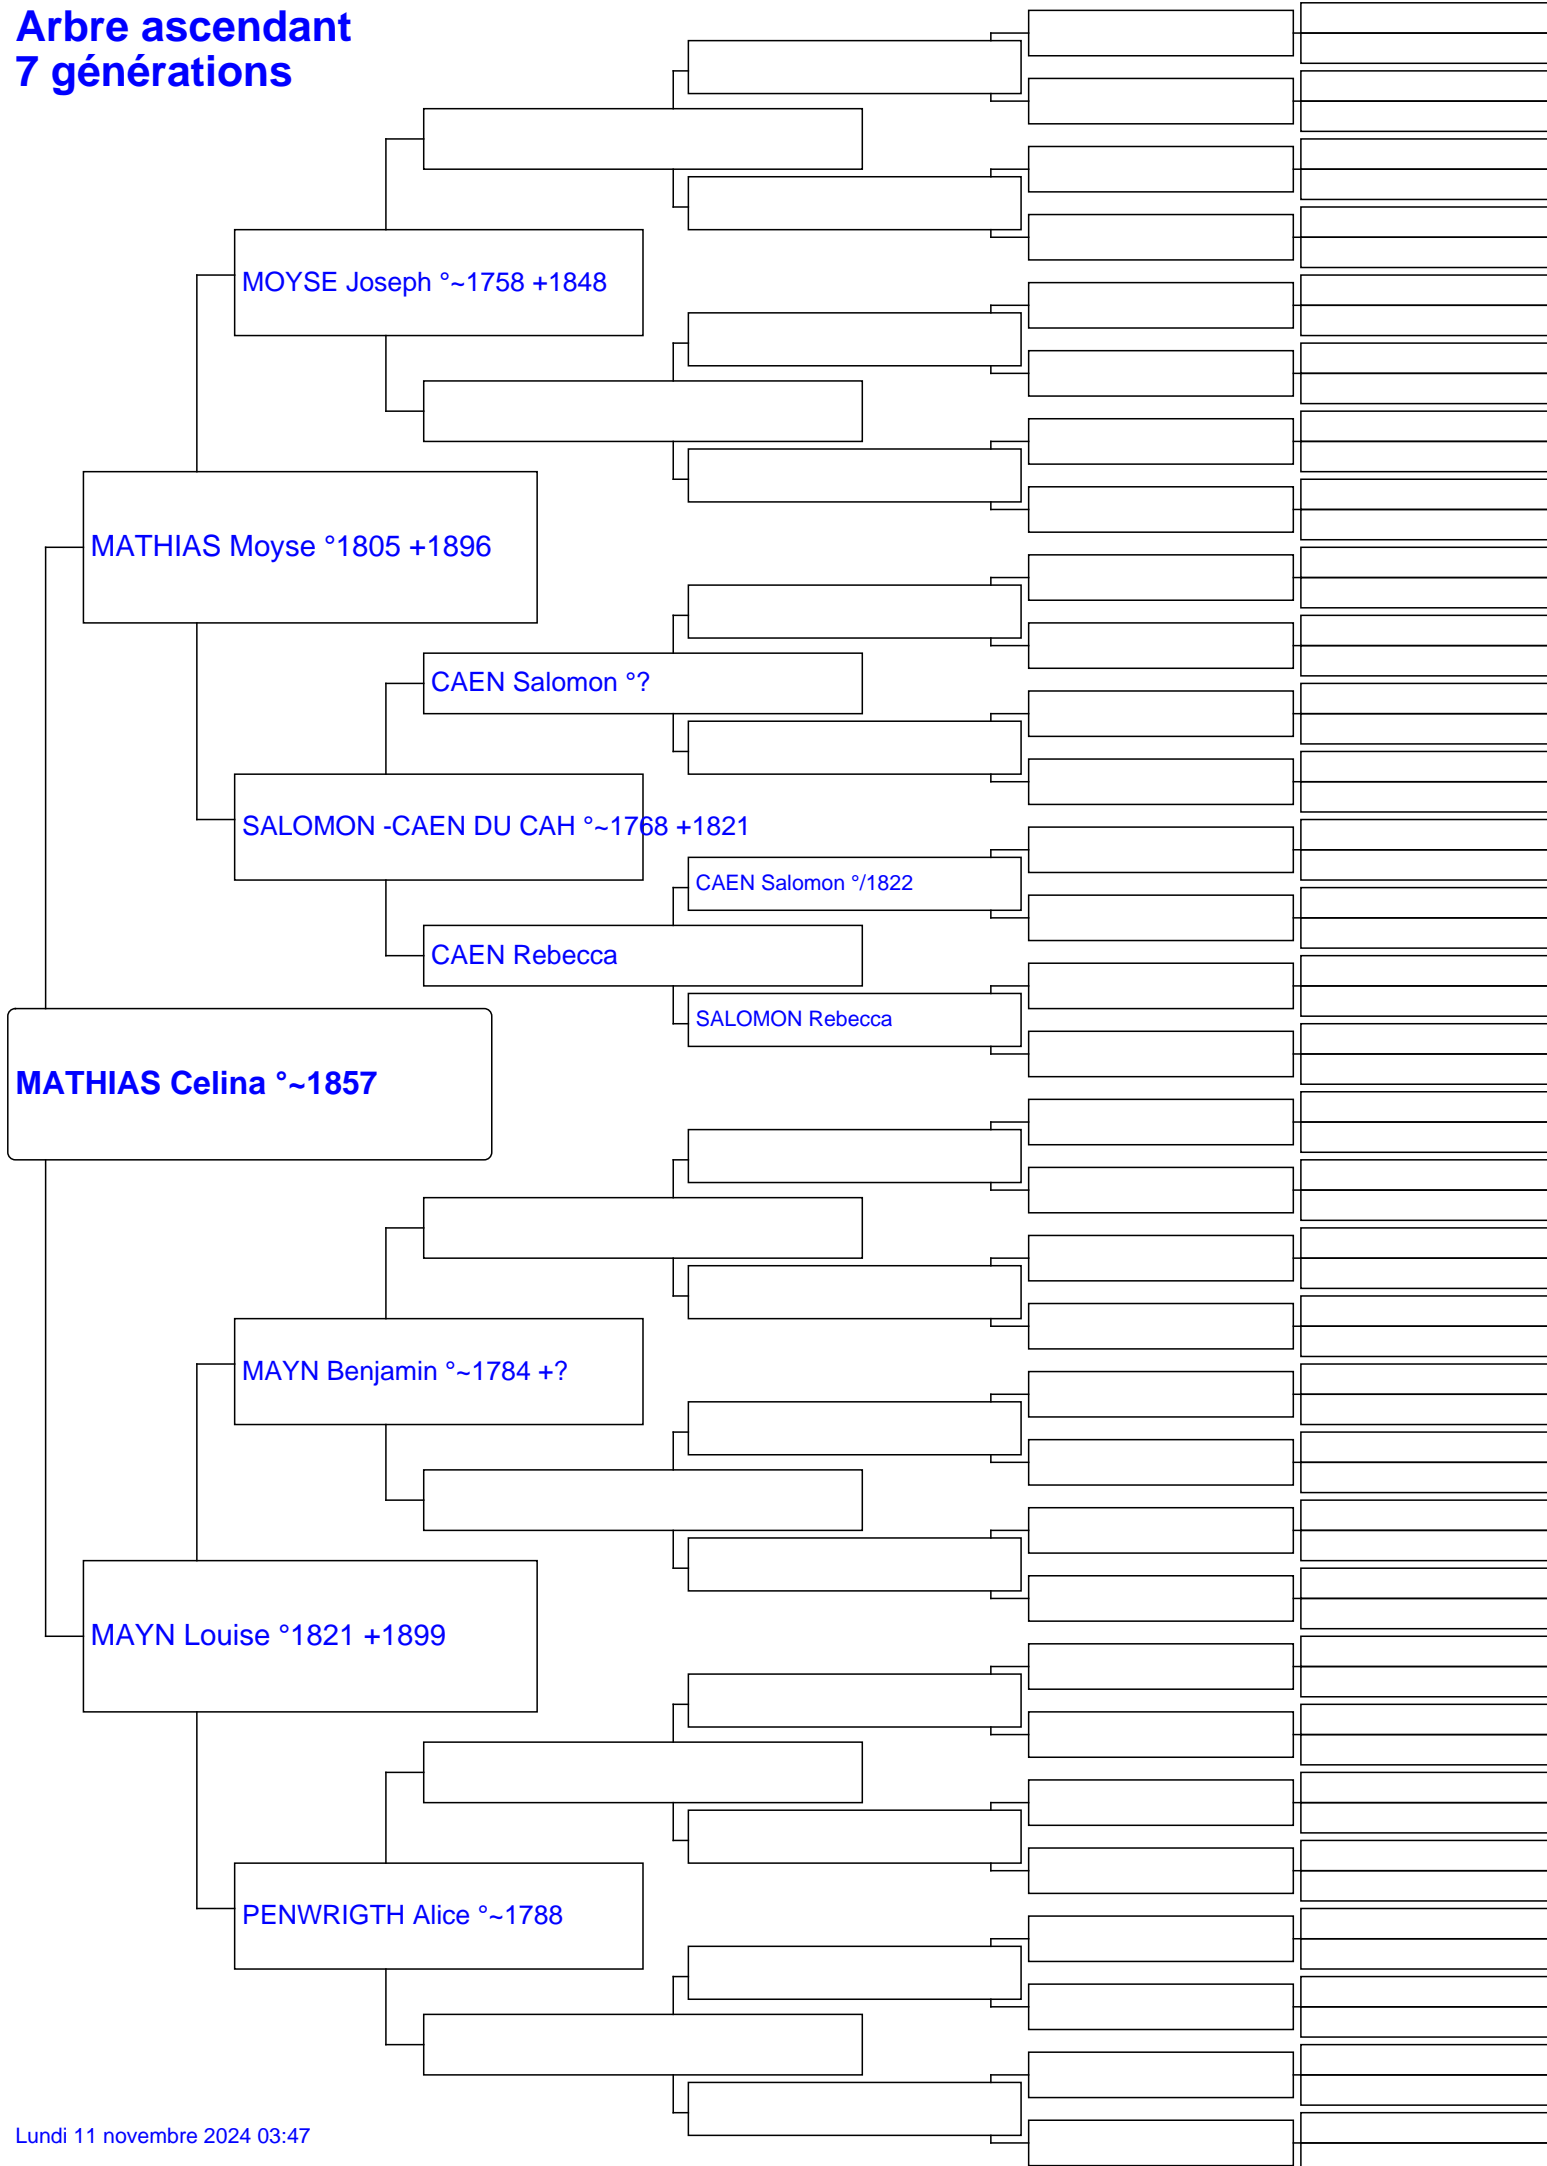 Arbre ascendant
7 générations
MOYSE Joseph °~1758 +1848
MATHIAS Moyse °1805 +1896
CAEN Salomon °?
SALOMON -CAEN DU CAH °~1768 +1821
CAEN Salomon °/1822
CAEN Rebecca
SALOMON Rebecca
MATHIAS Celina °~1857
MAYN Benjamin °~1784 +?
MAYN Louise °1821 +1899
PENWRIGTH Alice °~1788
Lundi 11 novembre 2024 03:47